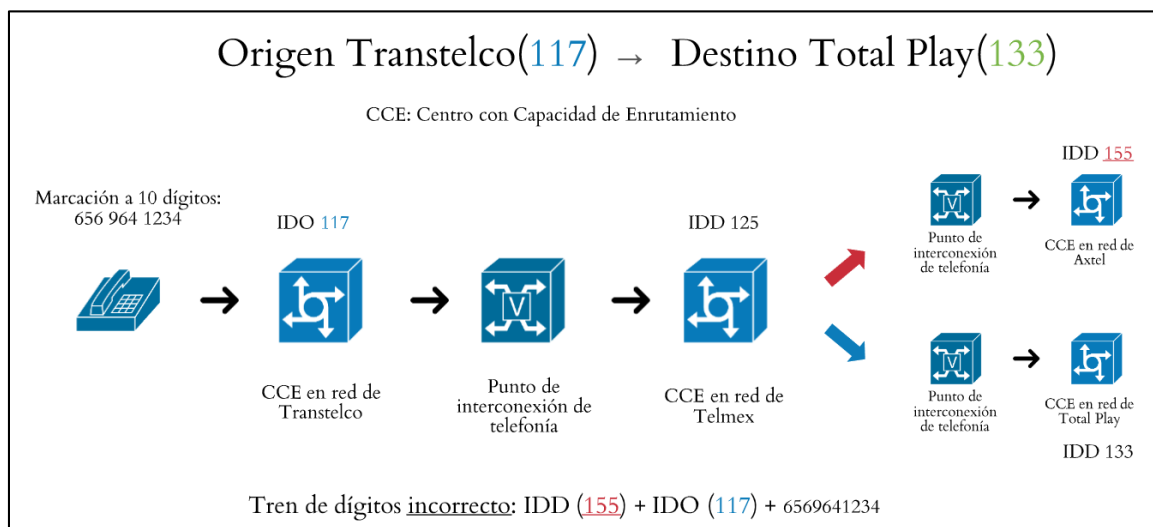 Origen Transtelco(117) → Destino Total Play(133)
CCE: Centro con Capacidad de Enrutamiento
Marcación a 10 dígitos:
656 964 1234
IDO 117
CCE en red de
Transtelco
Punto de
interconexión de
telefonía
IDD 125
CCE en red de
Telmex
Punto de
interconexión
de telefonía
IDD 155
CCE en red de
Axtel
Punto de
interconexión
de telefonía
CCE en red de
Total Play
IDD 133
V
V
V
Tren de dígitos incorrecto: IDD (155) + IDO (117) + 6569641234